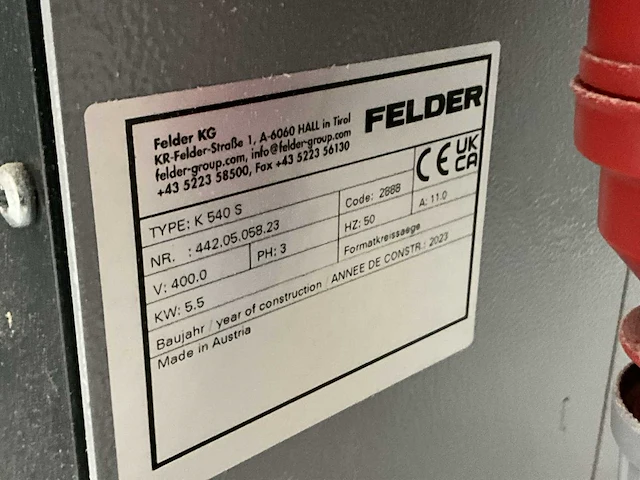 FELDER
Felder KG
KR-Felder-Straße 1, A-6060 HALL in Tirol
felder-group.com, info@felder-group.com
+43 5223 58500, Fax +43 5223 56130
CE UKCA
TYPE: K 540 S
Code: 2888
A: 11.0
NR. : 442.05.058.23
HZ: 50
V: 400.0
PH: 3
Formatkreissaege
KW: 5.5
Baujahr / year of construction / ANNEE DE CONSTR.: 2023
Made in Austria